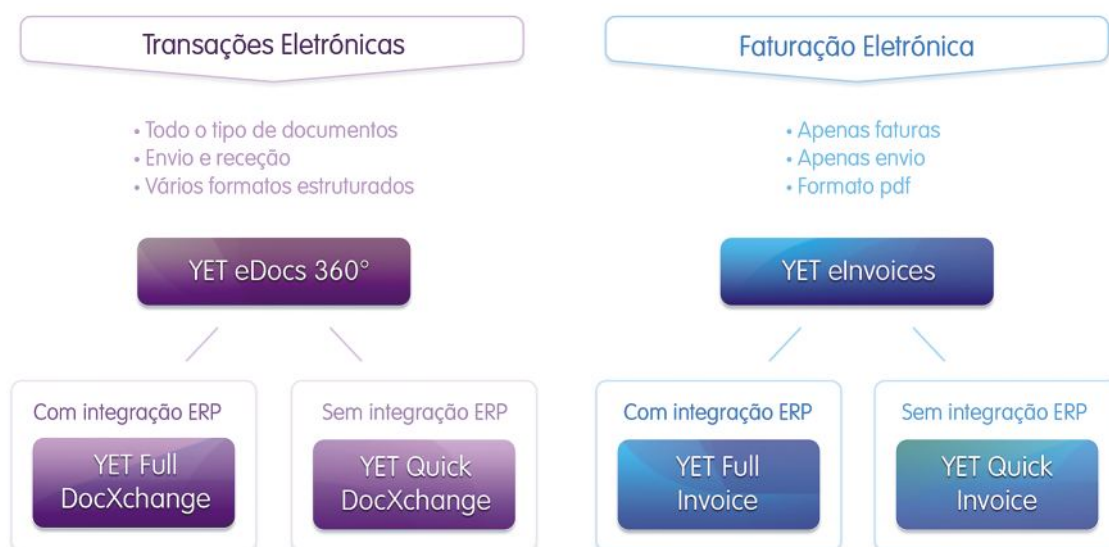 Transações Eletrónicas
• Todo o tipo de documentos
• Envio e receção
• Vários formatos estruturados
YET eDocs 360°
Com integração ERP
YET Full
DocXchange
Sem integração ERP
YET Quick
DocXchange
Faturação Eletrónica
• Apenas faturas
• Apenas envio
• Formato pdf
YET eInvoices
Com integração ERP
YET Full
Invoice
Sem integração ERP
YET Quick
Invoice